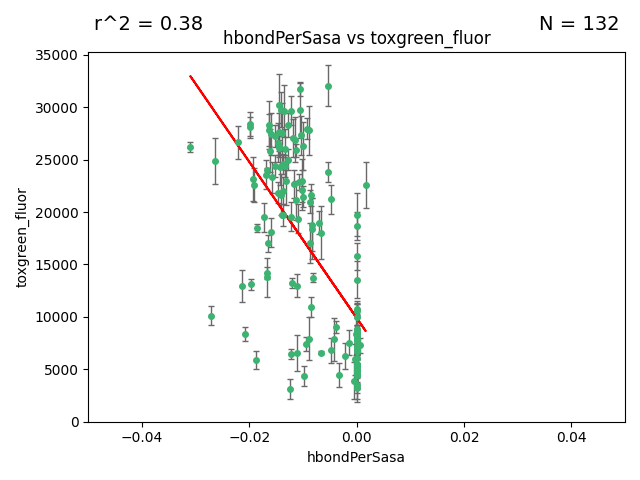 r^2 = 0.38
N = 132
hbondPerSasa vs toxgreen_fluor
35000
30000
25000
20000
15000
10000
5000
0
toxgreen_fluor
−0.04
−0.02
0.00
0.02
0.04
hbondPerSasa